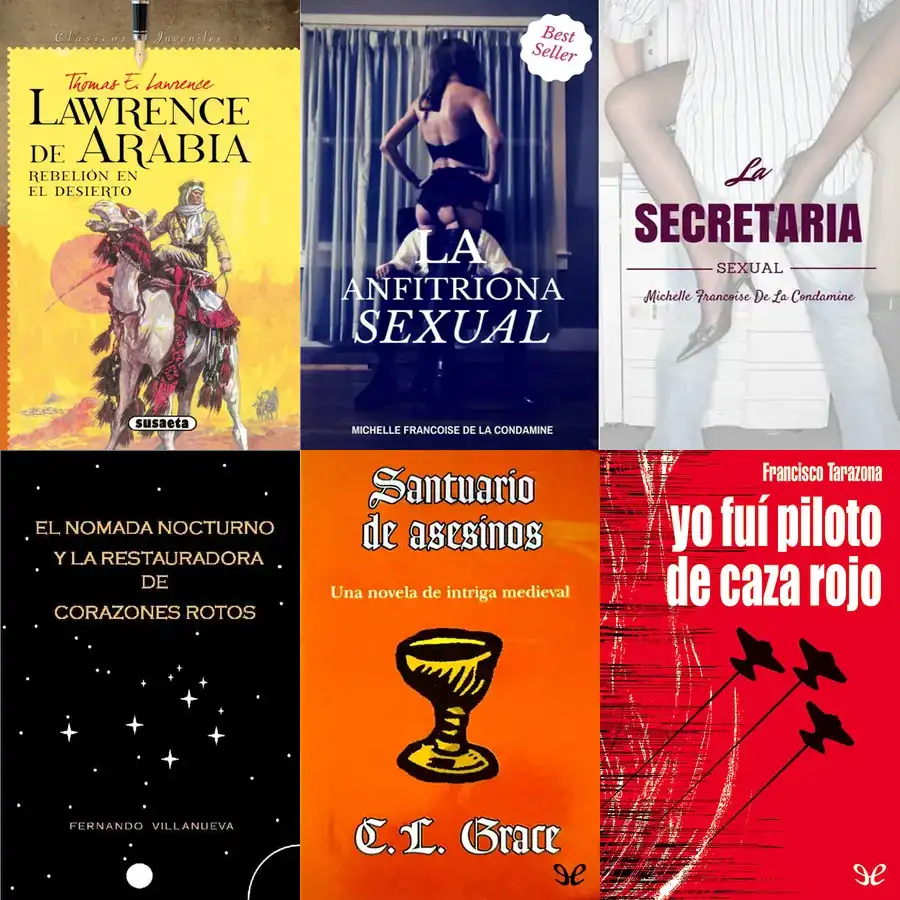 Clásicos Juveniles
Thomas E. Lawrence
LAWRENCE
DE ARABIA
REBELIÓN EN
EL DESIERTO
susaeta
Best
Seller
LA
ANFITRIONA
SEXUAL
MICHELLE FRANCOISE DE LA CONDAMINE
La
SECRETARIA
SEXUAL
Michelle Francoise De La Condamine
EL NOMADA NOCTURNO
Y LA RESTAURADORA
DE
CORAZONES ROTOS
FERNANDO VILLANUEVA
Santuario
de asesinos
Una novela de intriga medieval
C. L. Grace
Francisco Tarazona
yo fuí piloto
de caza rojo